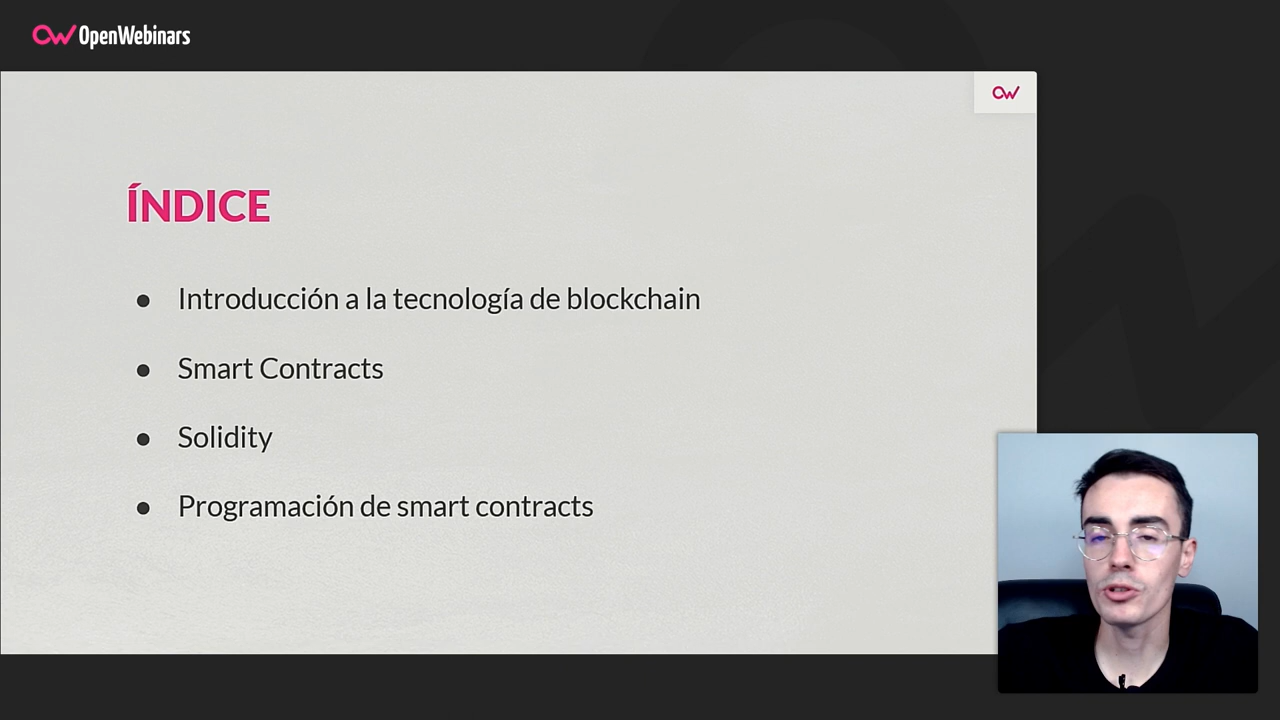 OpenWebinars
ÍNDICE
● Introducción a la tecnología de blockchain
● Smart Contracts
● Solidity
● Programación de smart contracts